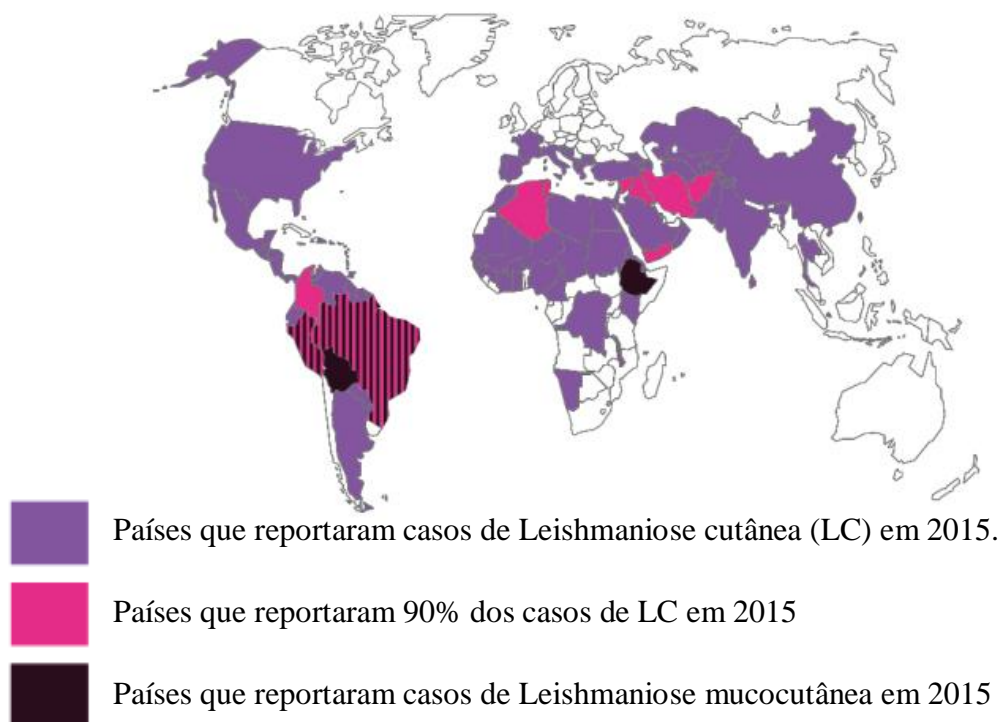 Países que reportaram casos de Leishmaniose cutânea (LC) em 2015.
Países que reportaram 90% dos casos de LC em 2015
Países que reportaram casos de Leishmaniose mucocutânea em 2015